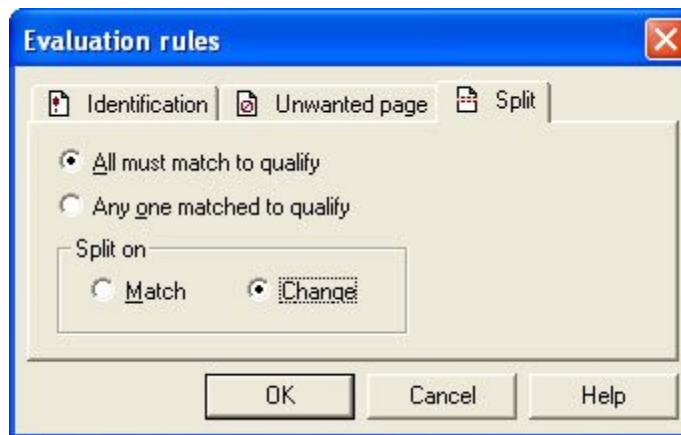 Evaluation rules
Identification Unwanted page Split
All must match to qualify
Any one matched to qualify
Split on
Match Change
OK Cancel Help